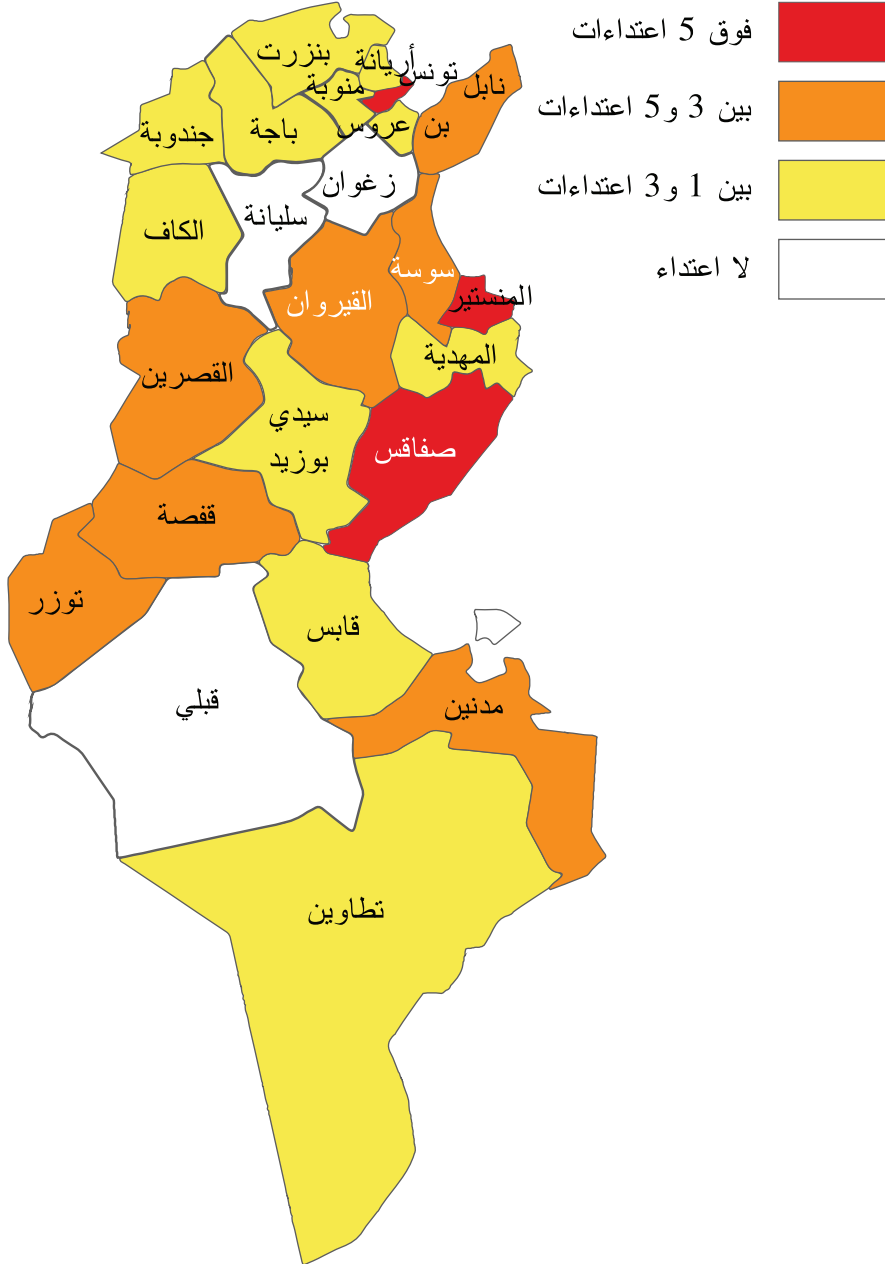 فوق 5 اعتداءات
بين 3 و5 اعتداءات
بين 1 و3 اعتداءات
لا اعتداء
بنزرت
أريانة
تونس
منوبة
نابل
جندوبة
باجة
بن عروس
زغوان
سليانة
الكاف
سوسة
القيروان
المنستير
المهدية
القصرين
سيدي
بوزيد
صفاقس
قفصة
توزر
قابس
قبلي
مدنين
تطاوين